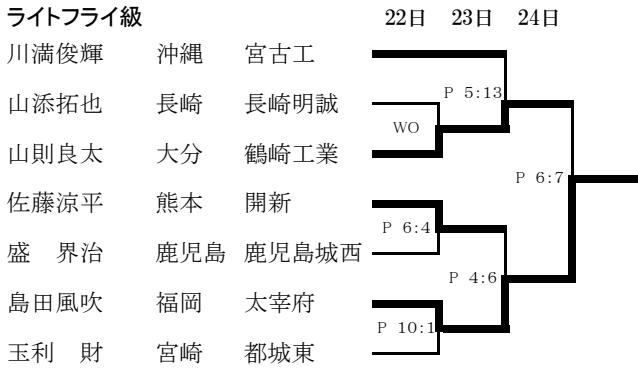 ライトフライ級 22日 23日 24日
川満俊輝 沖縄 宮古工
P 5:13
山添拓也 長崎 長崎明誠
WO
山則良太 大分 鶴崎工業
P 6:7
佐藤涼平 熊本 開新
P 6:4
盛 界治 鹿児島 鹿児島城西
P 4:6
島田風吹 福岡 太宰府
P 10:1
玉利 財 宮崎 都城東